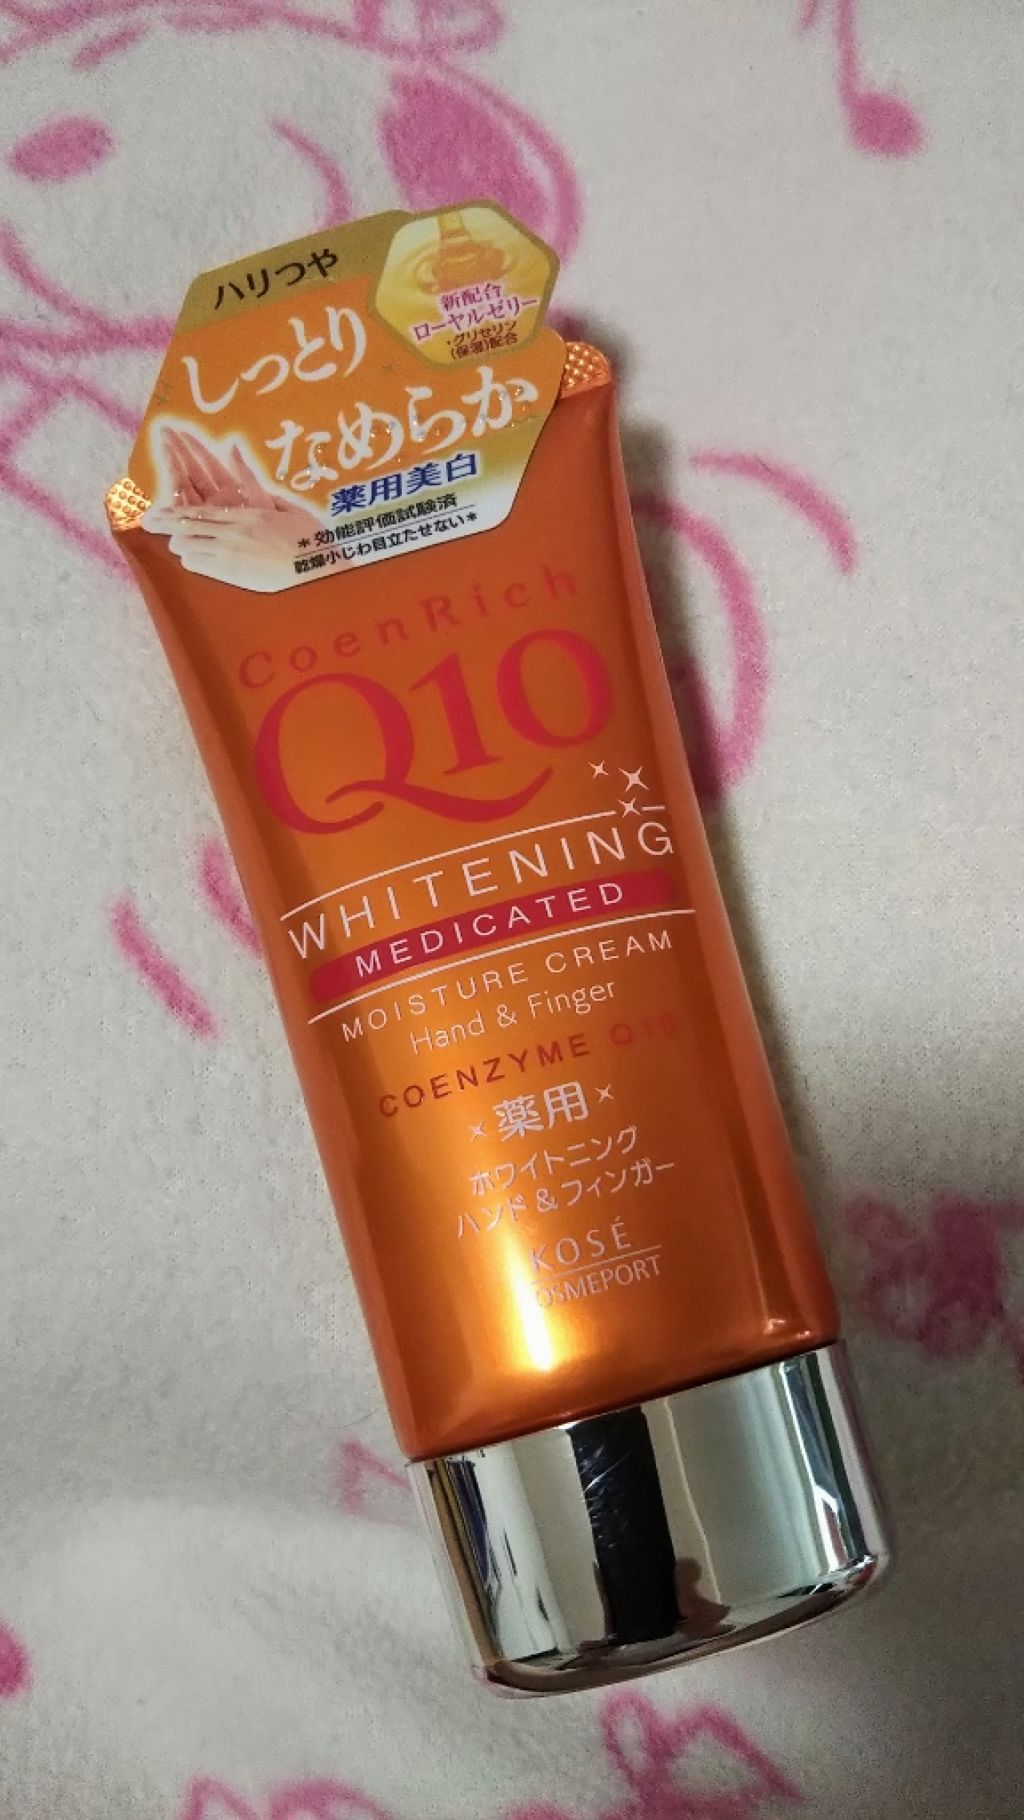 ハリつや
新配合
ローヤルゼリー
・グリセリン
(保湿)配合
しっとり
なめらか
薬用美白
*効能評価試験済
乾燥小じわ目立たせない*
CoenRich
Q10
WHITENING
MEDICATED
MOISTURE CREAM
Hand & Finger
COENZYME Q10
薬用
ホワイトニング
ハンド&フィンガー
KOSÉ
COSMEPORT